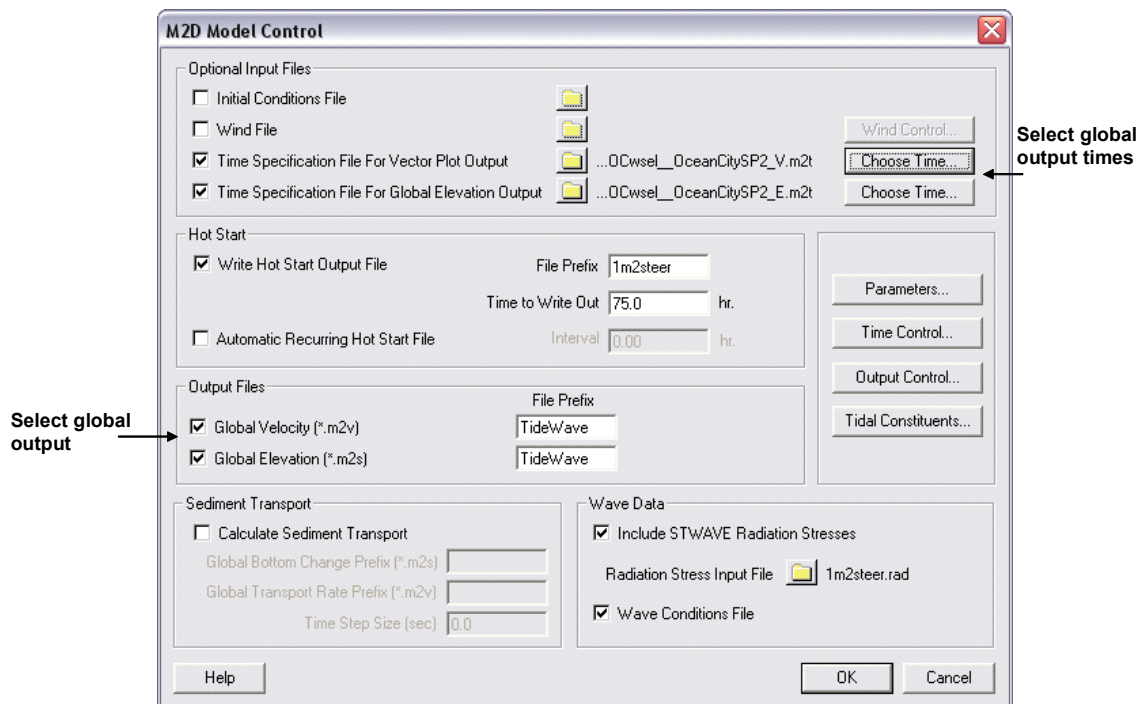 M2D Model Control
Optional Input Files
Initial Conditions File
Wind File
Wind Control...
Time Specification File For Vector Plot Output
...OCwsel__OceanCitySP2_V.m2t
Choose Time...
Time Specification File For Global Elevation Output
...OCwsel__OceanCitySP2_E.m2t
Choose Time...
Select global
output times
Hot Start
Write Hot Start Output File
File Prefix
1m2steer
Time to Write Out
75.0
hr.
Automatic Recurring Hot Start File
Interval
0.00
hr.
Parameters...
Time Control...
Output Control...
Tidal Constituents...
Select global
output
Output Files
File Prefix
Global Velocity (*.m2v)
TideWave
Global Elevation (*.m2s)
TideWave
Sediment Transport
Calculate Sediment Transport
Global Bottom Change Prefix (*.m2s)
Global Transport Rate Prefix (*.m2v)
Time Step Size (sec)
0.0
Wave Data
Include STWAVE Radiation Stresses
Radiation Stress Input File
1m2steer.rad
Wave Conditions File
Help
OK
Cancel